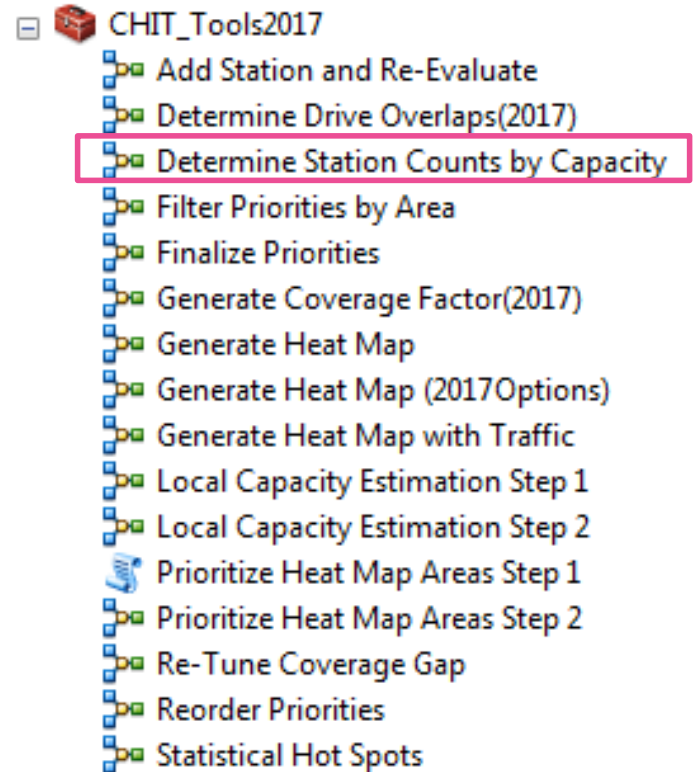 CHIT_Tools2017
Add Station and Re-Evaluate
Determine Drive Overlaps(2017)
Determine Station Counts by Capacity
Filter Priorities by Area
Finalize Priorities
Generate Coverage Factor(2017)
Generate Heat Map
Generate Heat Map (2017Options)
Generate Heat Map with Traffic
Local Capacity Estimation Step 1
Local Capacity Estimation Step 2
Prioritize Heat Map Areas Step 1
Prioritize Heat Map Areas Step 2
Re-Tune Coverage Gap
Reorder Priorities
Statistical Hot Spots